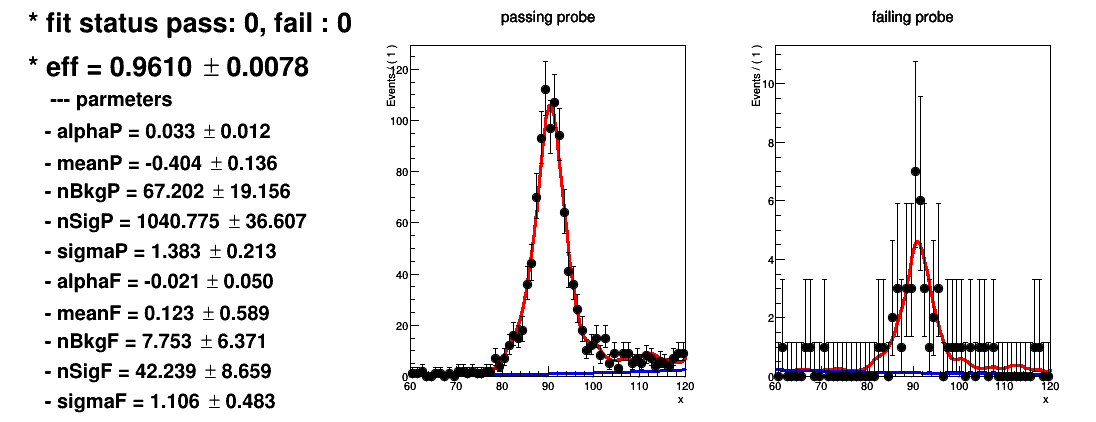 * fit status pass: 0, fail : 0
* eff = 0.9610 ± 0.0078
--- parmeters
- alphaP = 0.033 ± 0.012
- meanP = -0.404 ± 0.136
- nBkgP = 67.202 ± 19.156
- nSigP = 1040.775 ± 36.607
- sigmaP = 1.383 ± 0.213
- alphaF = -0.021 ± 0.050
- meanF = 0.123 ± 0.589
- nBkgF = 7.753 ± 6.371
- nSigF = 42.239 ± 8.659
- sigmaF = 1.106 ± 0.483
passing probe
Events / ( 1 )
120
100
80
60
40
20
0
60 70 80 90 100 110 120
x
failing probe
Events / ( 1 )
10
8
6
4
2
0
60 70 80 90 100 110 120
x